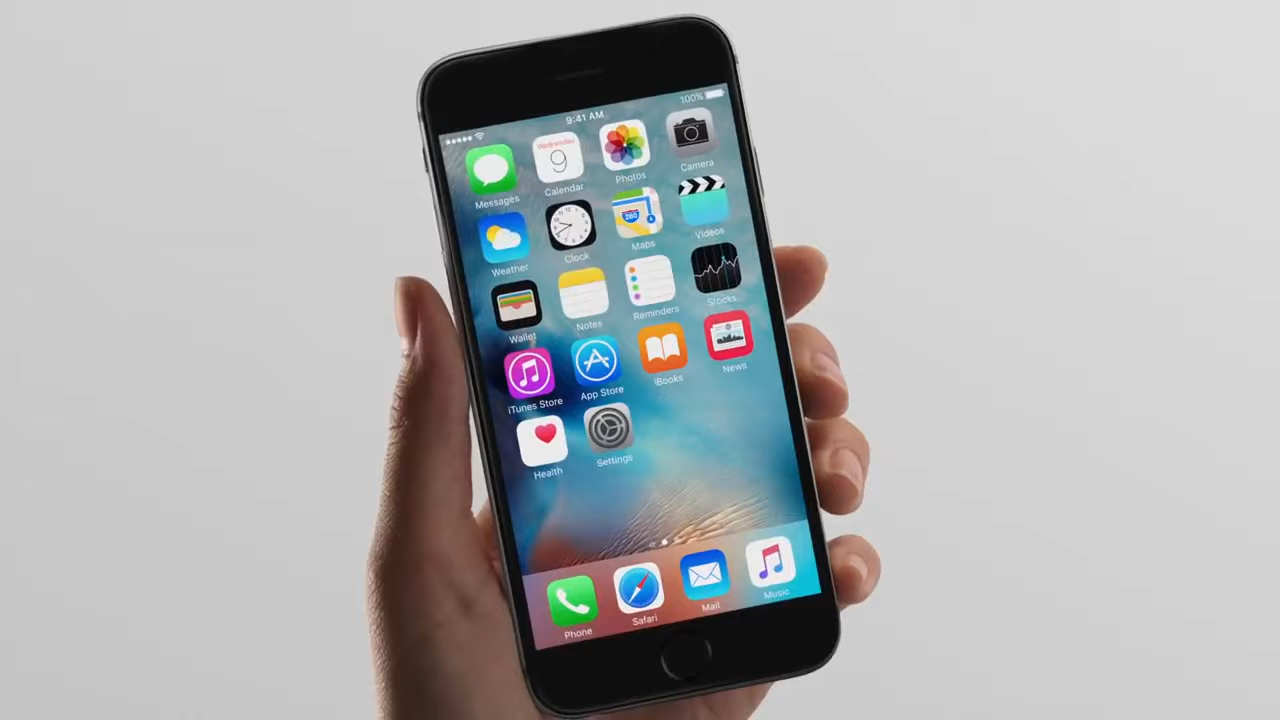 9:41 AM
100%
Wednesday
9
Messages
Calendar
Photos
Camera
280
Weather
Clock
Maps
Videos
Wallet
Notes
Reminders
Stocks
iTunes Store
App Store
iBooks
News
Health
Settings
Phone
Safari
Mail
Music